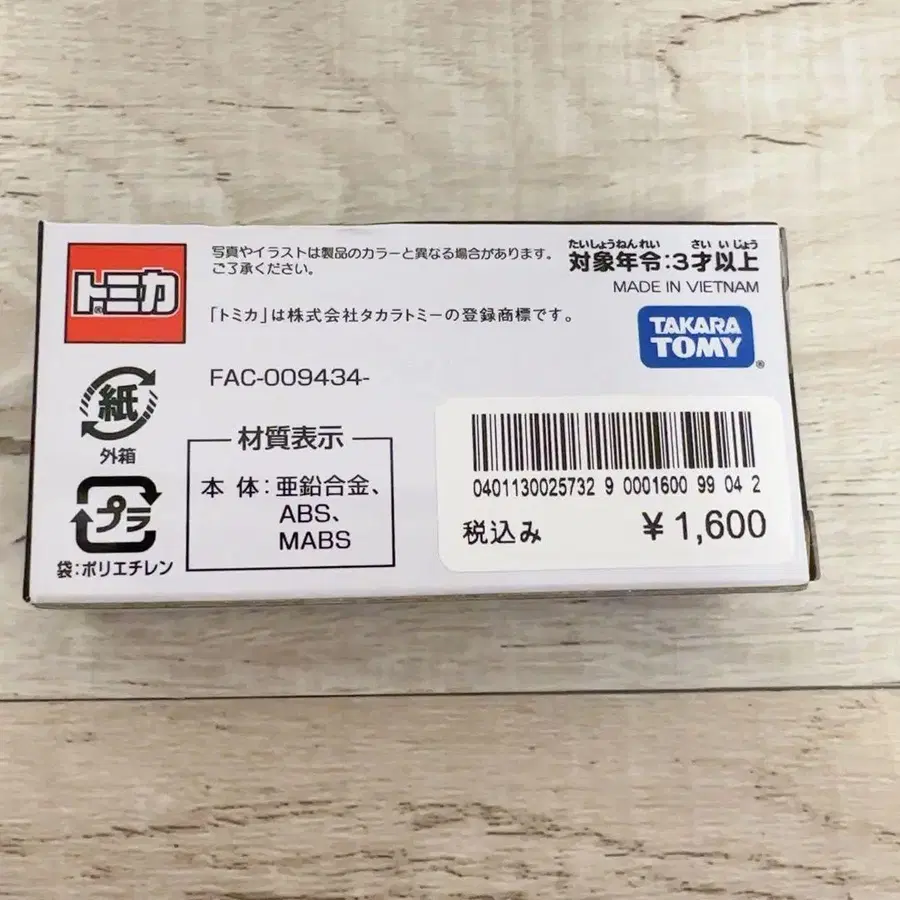 トミカ®
写真やイラストは製品のカラーと異なる場合があります。
ご了承ください。
「トミカ」は株式会社タカラトミーの登録商標です。
たいしょうねんれい さい いじょう
対象年令:3才以上
MADE IN VIETNAM
TAKARA
TOMY®
紙
外箱
プラ
袋:ポリエチレン
FAC-009434-
材質表示
本 体:亜鉛合金、
ABS、
MABS
0401130025732 9 0001600 99 04 2
税込み ¥1,600